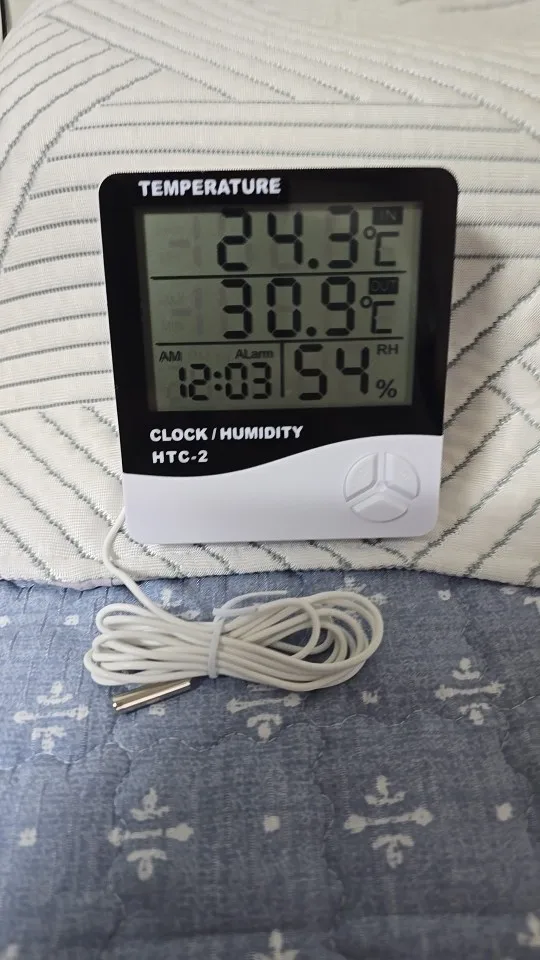 TEMPERATURE
24.3°C IN
30.9°C OUT
AM ALarm RH
12:03 54%
CLOCK / HUMIDITY
HTC-2